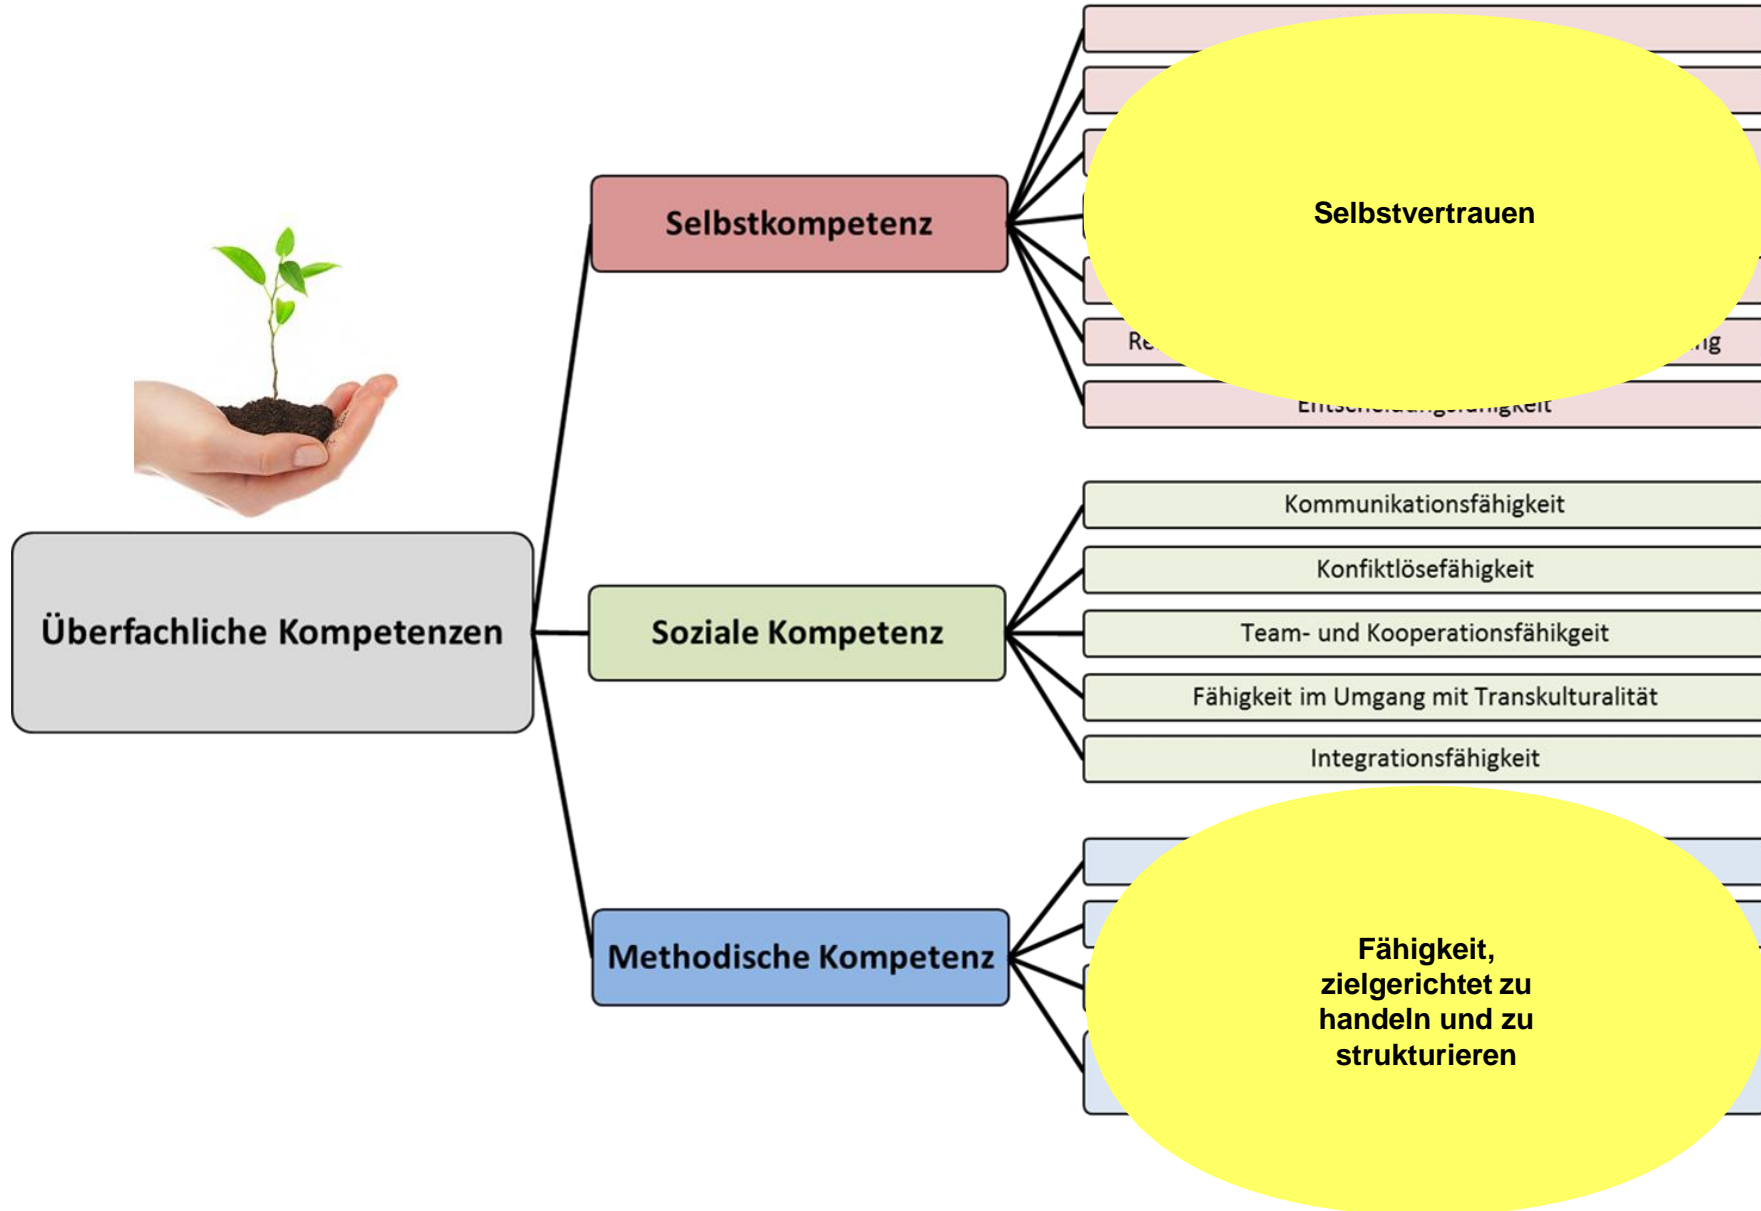 Selbstvertrauen
Selbstkompetenz
Entscheidungsfähigkeit
Kommunikationsfähigkeit
Konfiktlösefähigkeit
Überfachliche Kompetenzen
Soziale Kompetenz
Team- und Kooperationsfähikgeit
Fähigkeit im Umgang mit Transkulturalität
Integrationsfähigkeit
Methodische Kompetenz
Fähigkeit,
zielgerichtet zu
handeln und zu
strukturieren